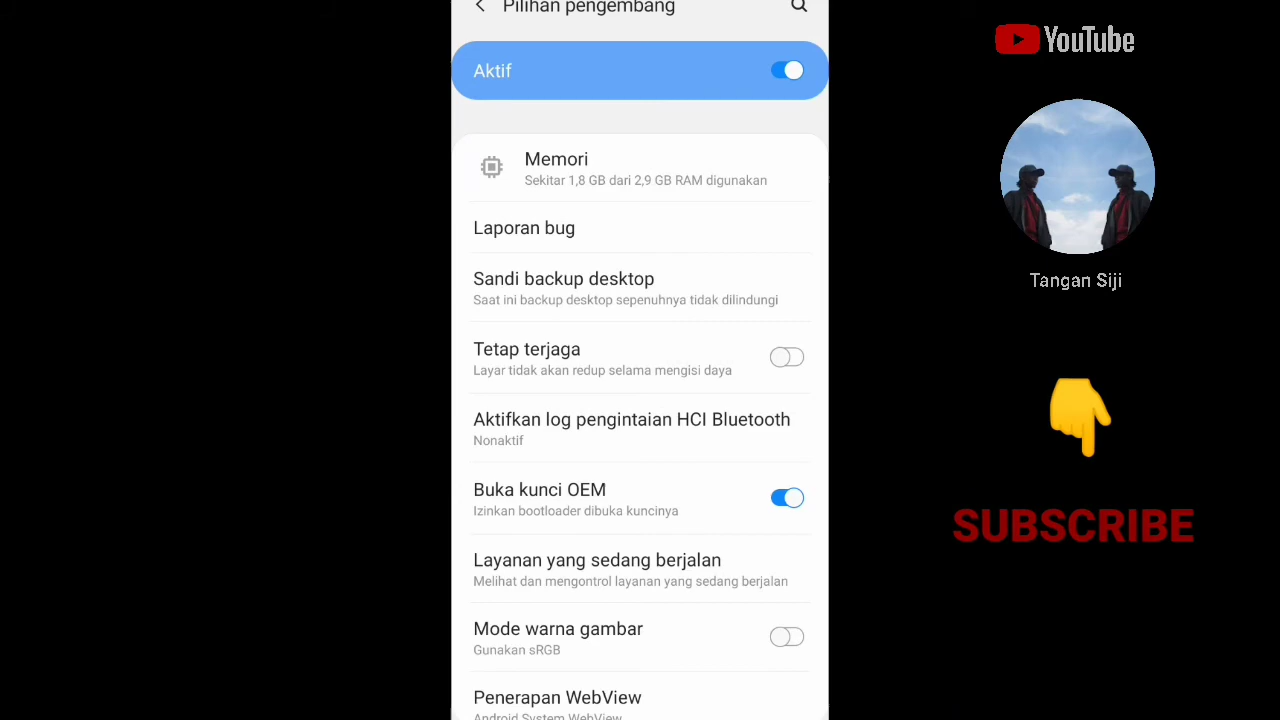 Pilihan pengembang
Aktif
Memori
Sekitar 1,8 GB dari 2,9 GB RAM digunakan
Laporan bug
Sandi backup desktop
Saat ini backup desktop sepenuhnya tidak dilindungi
Tetap terjaga
Layar tidak akan redup selama mengisi daya
Aktifkan log pengintaian HCI Bluetooth
Nonaktif
Buka kunci OEM
Izinkan bootloader dibuka kuncinya
Layanan yang sedang berjalan
Melihat dan mengontrol layanan yang sedang berjalan
Mode warna gambar
Gunakan sRGB
Penerapan WebView
Android System WebView
YouTube
Tangan Siji
SUBSCRIBE